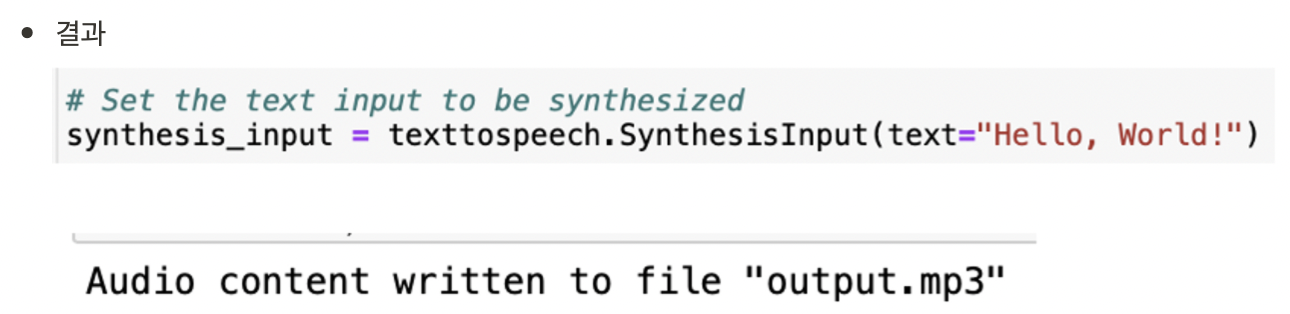 결과
# Set the text input to be synthesized
synthesis_input = texttospeech.SynthesisInput(text="Hello, World!")
Audio content written to file "output.mp3"